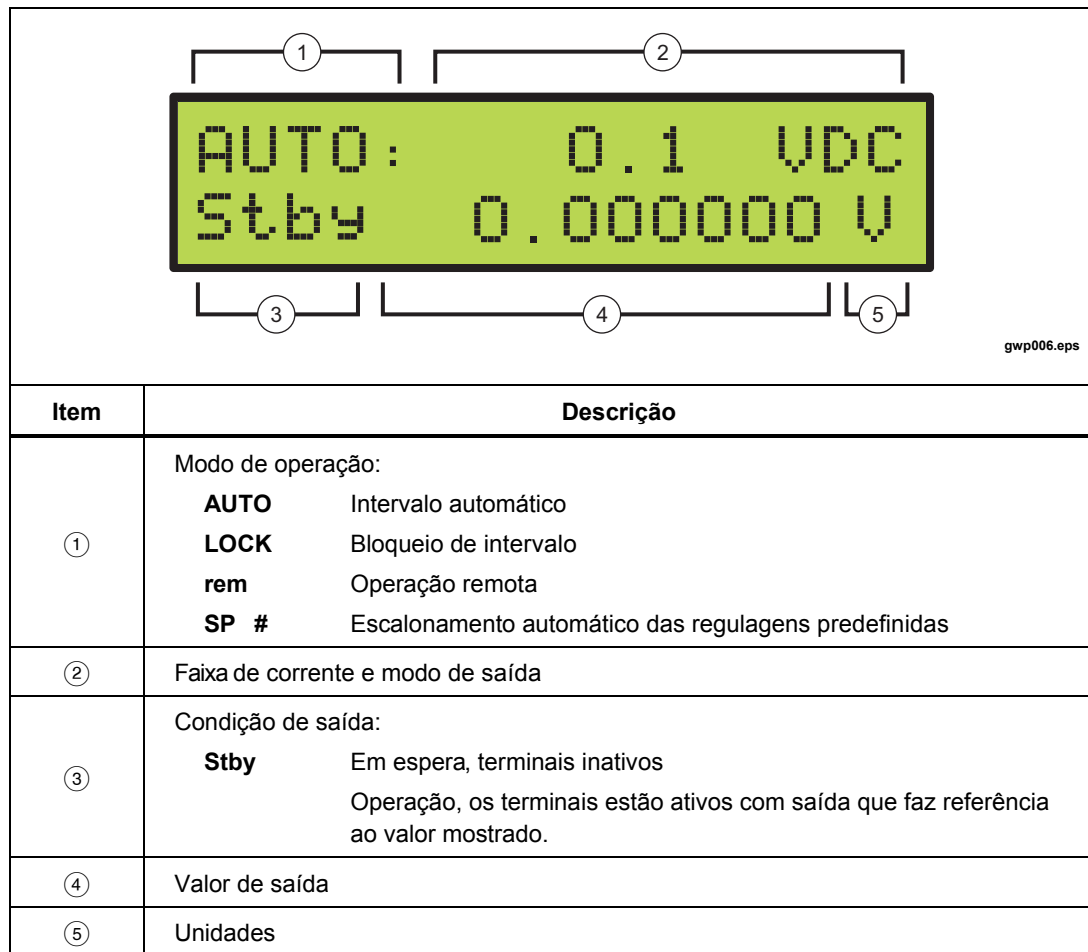 1 2
AUTO: 0.1 VDC
Stby 0.000000 V
3 4 5
gwp006.eps
Item Descrição
1 Modo de operação:
AUTO Intervalo automático
LOCK Bloqueio de intervalo
rem Operação remota
SP # Escalonamento automático das regulagens predefinidas
2 Faixa de corrente e modo de saída
3 Condição de saída:
Stby Em espera, terminais inativos
Operação, os terminais estão ativos com saída que faz referência
ao valor mostrado.
4 Valor de saída
5 Unidades